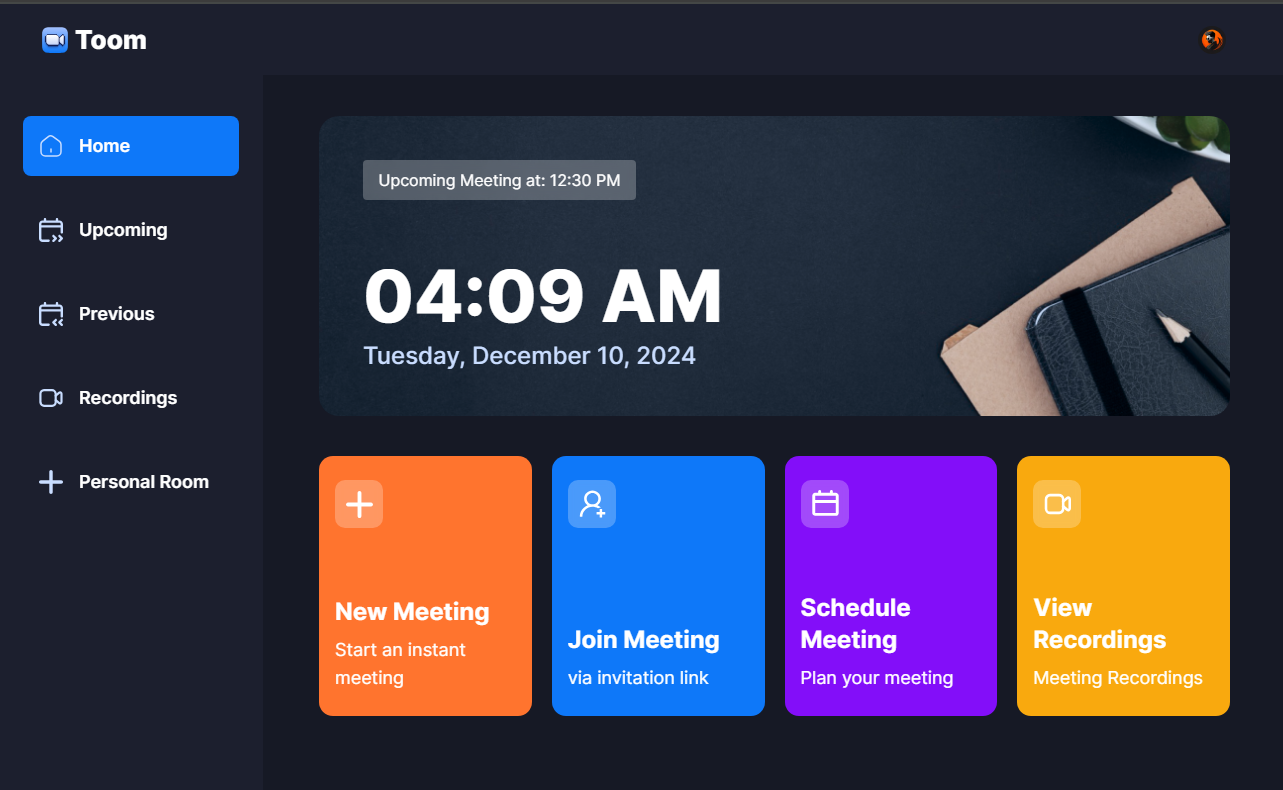 Toom
Home
Upcoming
Previous
Recordings
Personal Room
Upcoming Meeting at: 12:30 PM
04:09 AM
Tuesday, December 10, 2024
New Meeting
Start an instant
meeting
Join Meeting
via invitation link
Schedule
Meeting
Plan your meeting
View
Recordings
Meeting Recordings